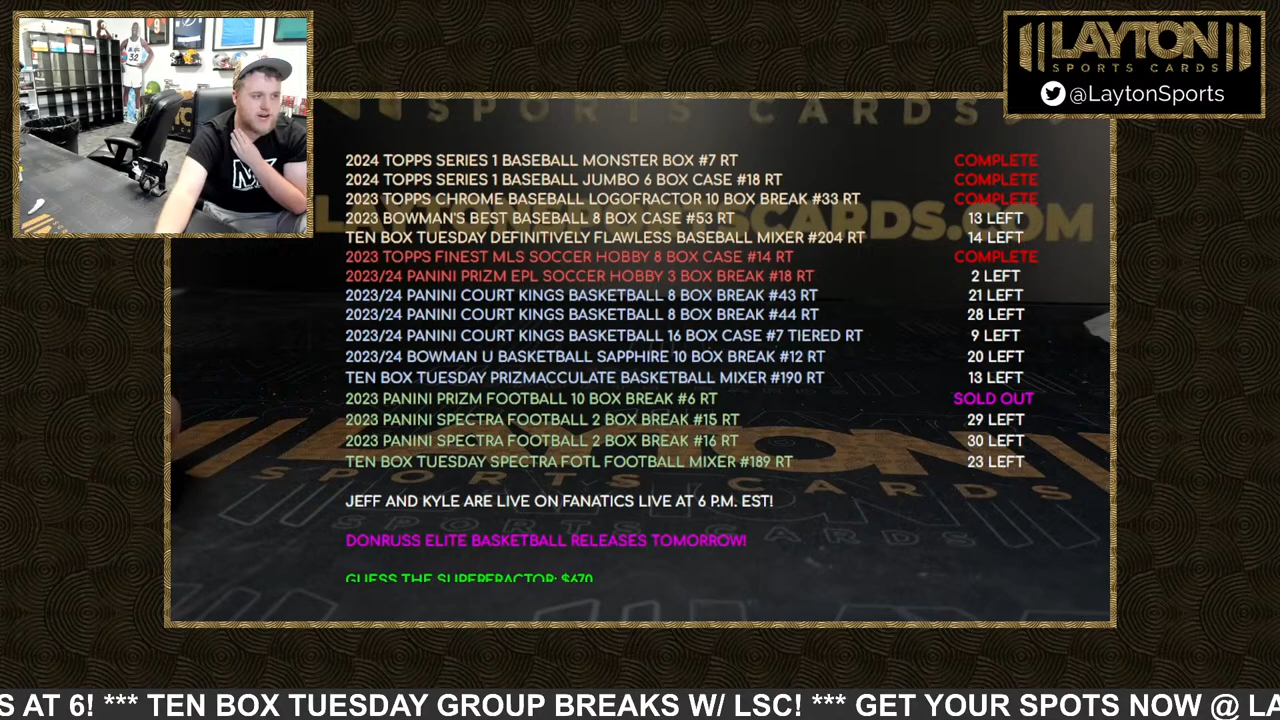 LAYTON
SPORTS CARDS
@LaytonSports
SPORTS CARDS
2024 TOPPS SERIES 1 BASEBALL MONSTER BOX #7 RT COMPLETE
2024 TOPPS SERIES 1 BASEBALL JUMBO 6 BOX CASE #18 RT COMPLETE
2023 TOPPS CHROME BASEBALL LOGOFRACTOR 10 BOX BREAK #33 RT COMPLETE
2023 BOWMAN'S BEST BASEBALL 8 BOX CASE #53 RT 13 LEFT
TEN BOX TUESDAY DEFINITIVELY FLAWLESS BASEBALL MIXER #204 RT 14 LEFT
2023 TOPPS FINEST MLS SOCCER HOBBY 8 BOX CASE #14 RT COMPLETE
2023/24 PANINI PRIZM EPL SOCCER HOBBY 3 BOX BREAK #18 RT 2 LEFT
2023/24 PANINI COURT KINGS BASKETBALL 8 BOX BREAK #43 RT 21 LEFT
2023/24 PANINI COURT KINGS BASKETBALL 8 BOX BREAK #44 RT 28 LEFT
2023/24 PANINI COURT KINGS BASKETBALL 16 BOX CASE #7 TIERED RT 9 LEFT
2023/24 BOWMAN U BASKETBALL SAPPHIRE 10 BOX BREAK #12 RT 20 LEFT
TEN BOX TUESDAY PRIZMACCULATE BASKETBALL MIXER #190 RT 13 LEFT
2023 PANINI PRIZM FOOTBALL 10 BOX BREAK #6 RT SOLD OUT
2023 PANINI SPECTRA FOOTBALL 2 BOX BREAK #15 RT 29 LEFT
2023 PANINI SPECTRA FOOTBALL 2 BOX BREAK #16 RT 30 LEFT
TEN BOX TUESDAY SPECTRA FOTL FOOTBALL MIXER #189 RT 23 LEFT
LAYTON
SPORTS CARDS
JEFF AND KYLE ARE LIVE ON FANATICS LIVE AT 6 P.M. EST!
DONRUSS ELITE BASKETBALL RELEASES TOMORROW!
GUESS THE SUPERFRACTOR: $670
S AT 6! *** TEN BOX TUESDAY GROUP BREAKS W/ LSC! *** GET YOUR SPOTS NOW @ LA